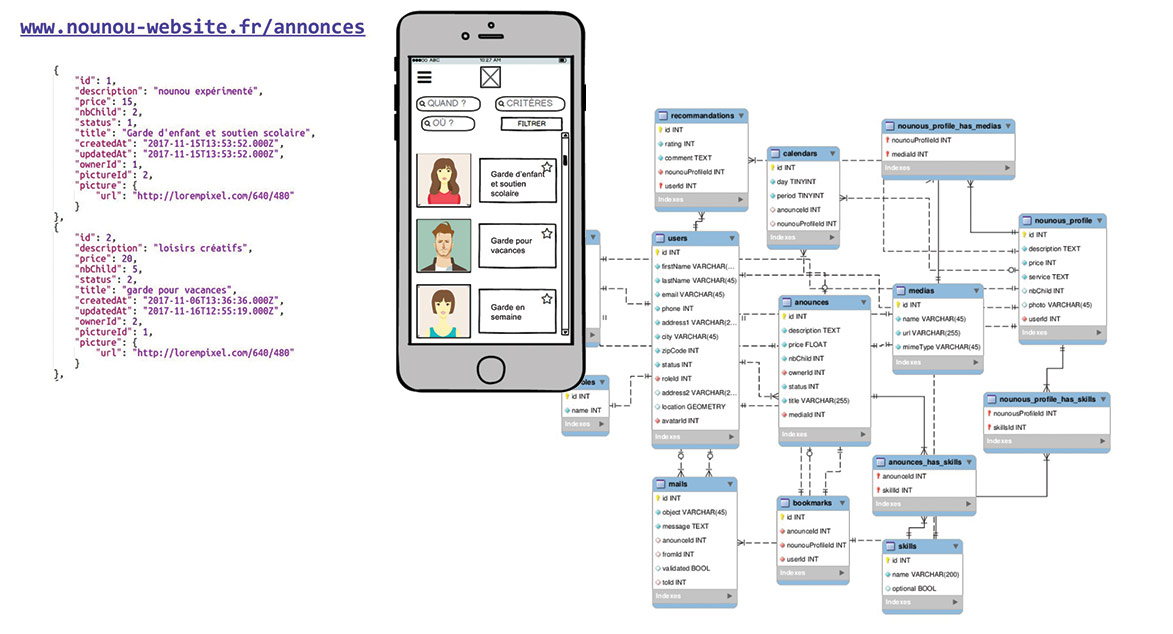 www.nounou-website.fr/annonces
{
"id": 1,
"description": "nounou expérimenté",
"price": 15,
"nbChild": 2,
"status": 1,
"title": "Garde d'enfant et soutien scolaire",
"createdAt": "2017-11-15T13:53:52.000Z",
"updatedAt": "2017-11-15T13:53:52.000Z",
"ownerId": 1,
"pictureId": 2,
"picture": {
"url": "http://lorempixel.com/640/480"
}
},
{
"id": 2,
"description": "loisirs créatifs",
"price": 20,
"nbChild": 5,
"status": 2,
"title": "garde pour vacances",
"createdAt": "2017-11-06T13:36:36.000Z",
"updatedAt": "2017-11-16T12:55:19.000Z",
"ownerId": 2,
"pictureId": 1,
"picture": {
"url": "http://lorempixel.com/640/480"
}
},
ABC 10:27 AM
QUAND ?
CRITÈRES
OÙ ?
FILTRER
Garde d'enfant
et soutien
scolaire
Garde pour
vacances
Garde en
semaine
recommandations
id INT
rating INT
comment TEXT
nounouProfileId INT
userId INT
Indexes
calendars
id INT
day TINYINT
period TINYINT
anounceId INT
nounouProfileId INT
Indexes
nounous_profile_has_medias
nounouProfileId INT
mediaId INT
Indexes
nounous_profile
id INT
description TEXT
price INT
service TEXT
nbChild INT
photo VARCHAR(45)
userId INT
Indexes
users
id INT
firstName VARCHAR(...
lastName VARCHAR(45)
email VARCHAR(45)
phone INT
address1 VARCHAR(2...
city VARCHAR(45)
zipCode INT
status INT
roleId INT
address2 VARCHAR(2...
location GEOMETRY
avatarId INT
Indexes
anounces
id INT
description TEXT
price FLOAT
nbChild INT
ownerId INT
status INT
title VARCHAR(255)
mediaId INT
Indexes
medias
id INT
name VARCHAR(45)
url VARCHAR(255)
mimeType VARCHAR(45)
Indexes
oles
id INT
name INT
Indexes
nounous_profile_has_skills
nounousProfileId INT
skillsId INT
Indexes
anounces_has_skills
anounceId INT
skillId INT
Indexes
mails
id INT
object VARCHAR(45)
message TEXT
anounceId INT
fromId INT
validated BOOL
toId INT
Indexes
bookmarks
id INT
anounceId INT
nounouProfileId INT
userId INT
Indexes
skills
id INT
name VARCHAR(200)
optional BOOL
Indexes